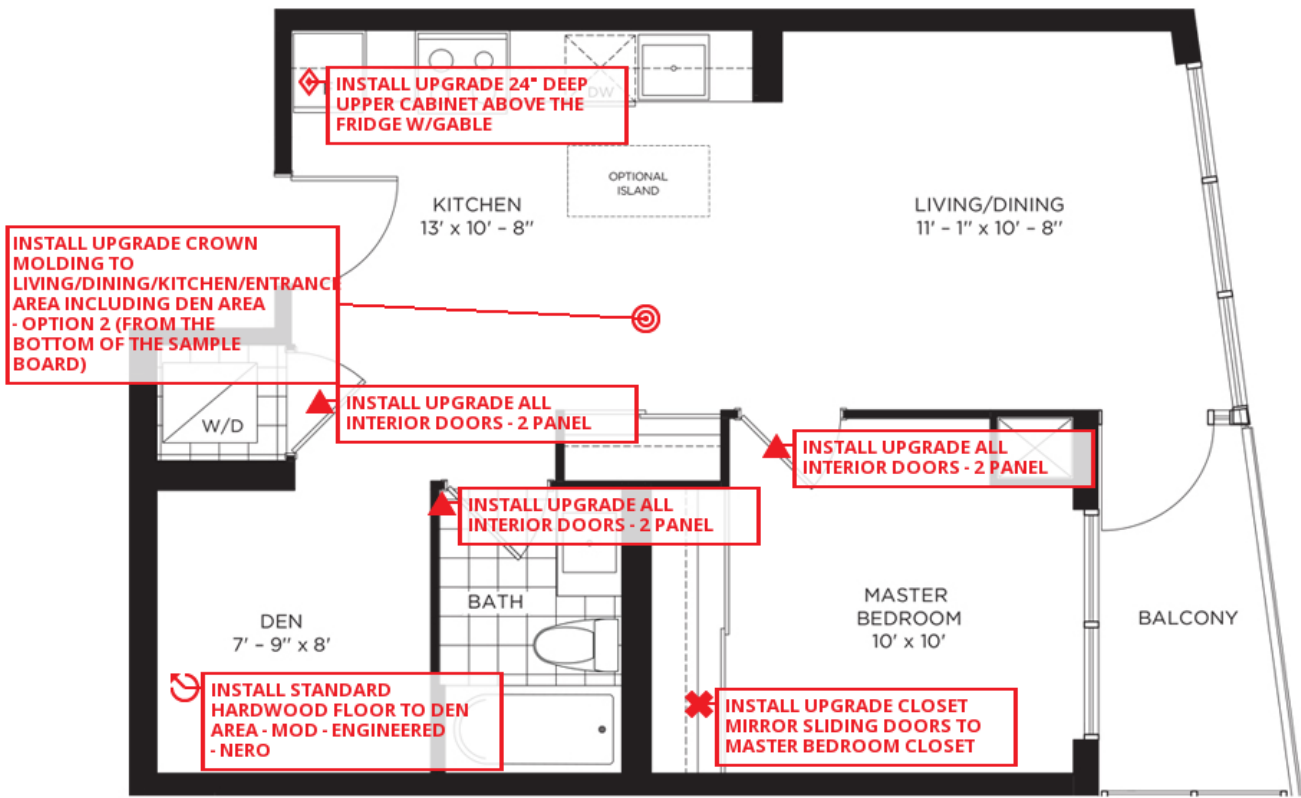 INSTALL UPGRADE 24" DEEP
UPPER CABINET ABOVE THE
FRIDGE W/GABLE
DW
OPTIONAL
ISLAND
KITCHEN
13' x 10' - 8"
LIVING/DINING
11' - 1" x 10' - 8"
INSTALL UPGRADE CROWN
MOLDING TO
LIVING/DINING/KITCHEN/ENTRANCE
AREA INCLUDING DEN AREA
- OPTION 2 (FROM THE
BOTTOM OF THE SAMPLE
BOARD)
W/D
INSTALL UPGRADE ALL
INTERIOR DOORS - 2 PANEL
INSTALL UPGRADE ALL
INTERIOR DOORS - 2 PANEL
INSTALL UPGRADE ALL
INTERIOR DOORS - 2 PANEL
BATH
DEN
7' - 9" x 8'
MASTER
BEDROOM
10' x 10'
BALCONY
INSTALL STANDARD
HARDWOOD FLOOR TO DEN
AREA - MOD - ENGINEERED
- NERO
INSTALL UPGRADE CLOSET
MIRROR SLIDING DOORS TO
MASTER BEDROOM CLOSET